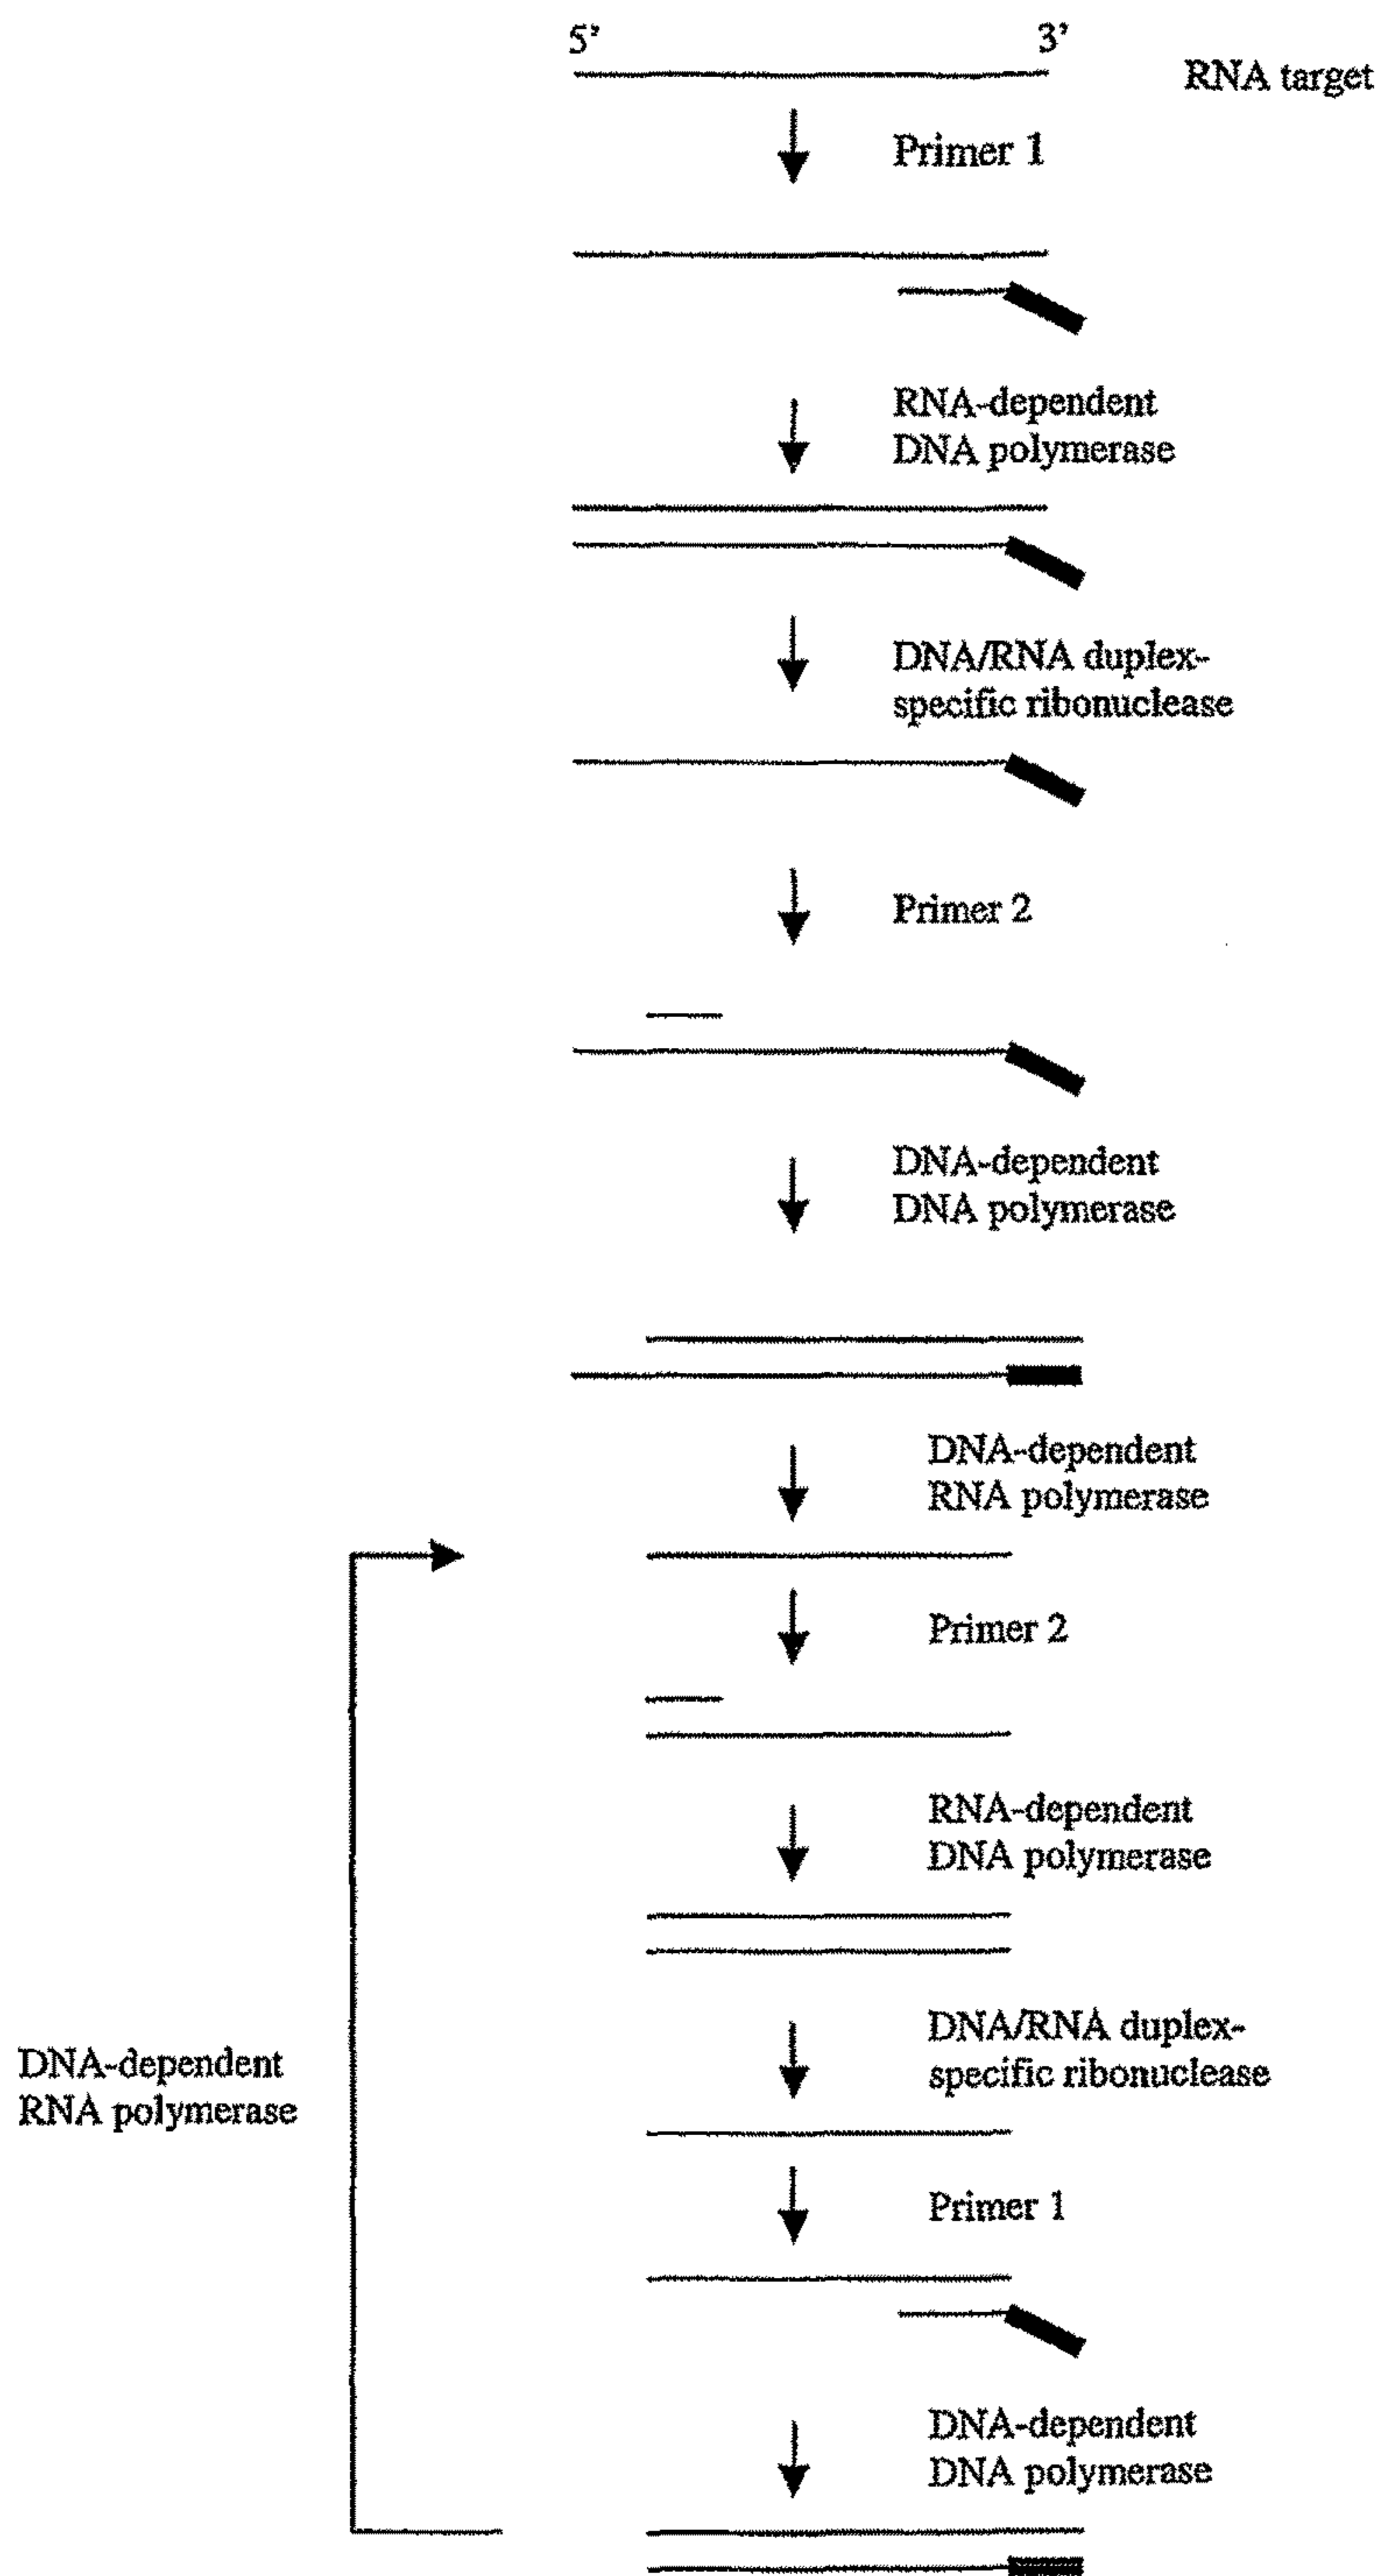 5' 3'
RNA target
Primer 1
RNA-dependent
DNA polymerase
DNA/RNA duplex-
specific ribonuclease
Primer 2
DNA-dependent
DNA polymerase
DNA-dependent
RNA polymerase
Primer 2
RNA-dependent
DNA polymerase
DNA/RNA duplex-
specific ribonuclease
DNA-dependent
RNA polymerase
Primer 1
DNA-dependent
DNA polymerase